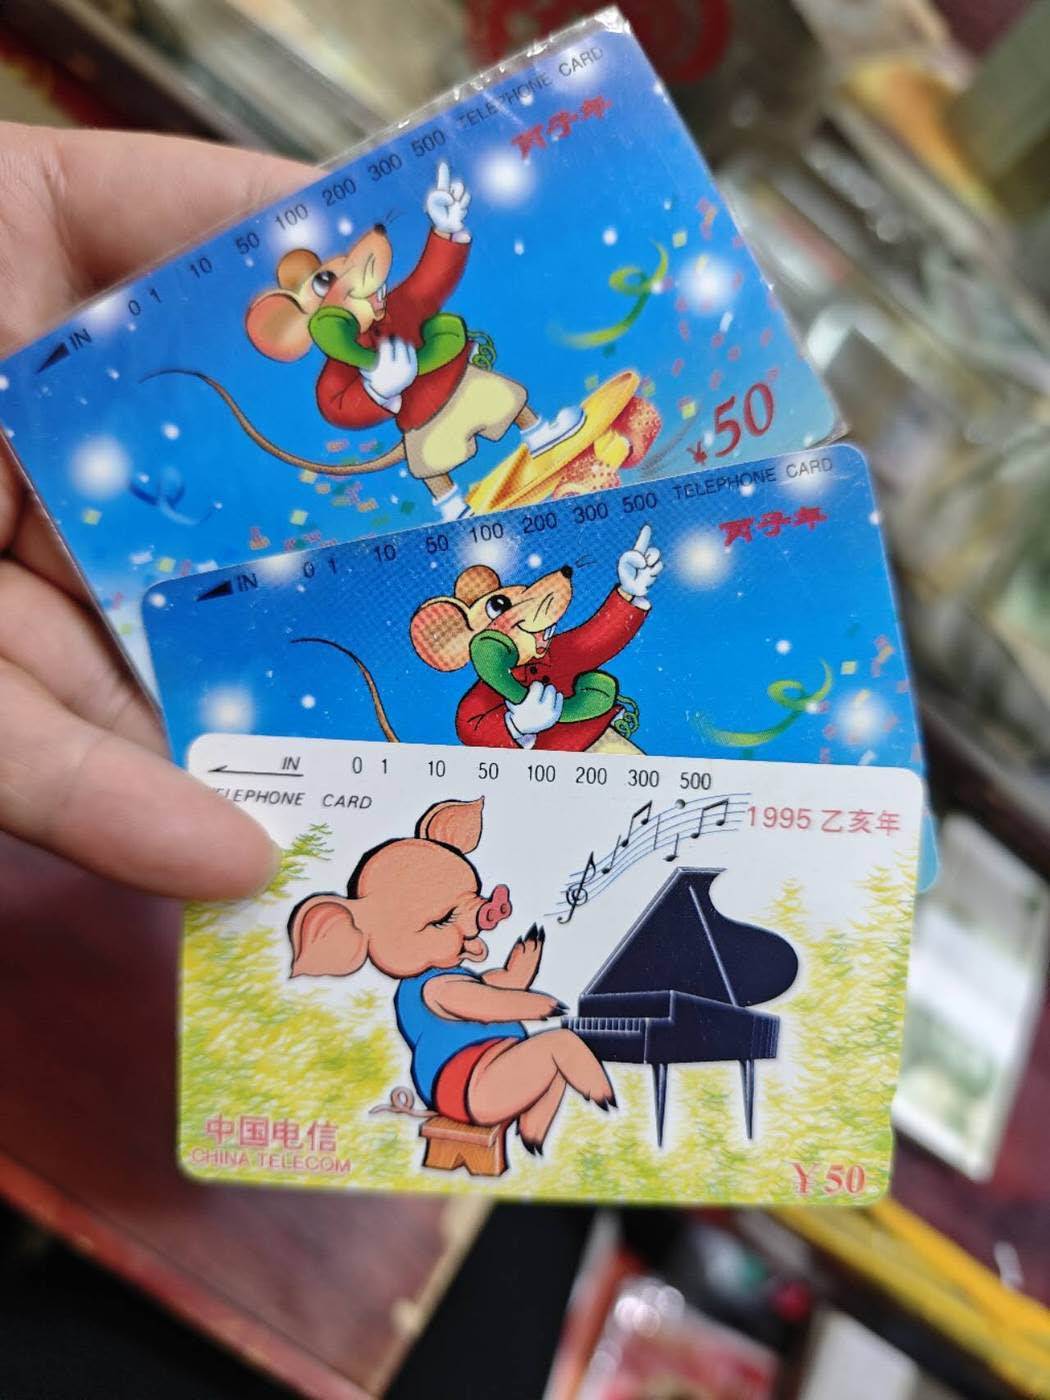 IN 0 1 10 50 100 200 300 500 TELEPHONE CARD
丙子年
¥50
IN 0 1 10 50 100 200 300 500 TELEPHONE CARD
丙子年
IN 0 1 10 50 100 200 300 500
TELEPHONE CARD
1995 乙亥年
中国电信
CHINA TELECOM
¥50